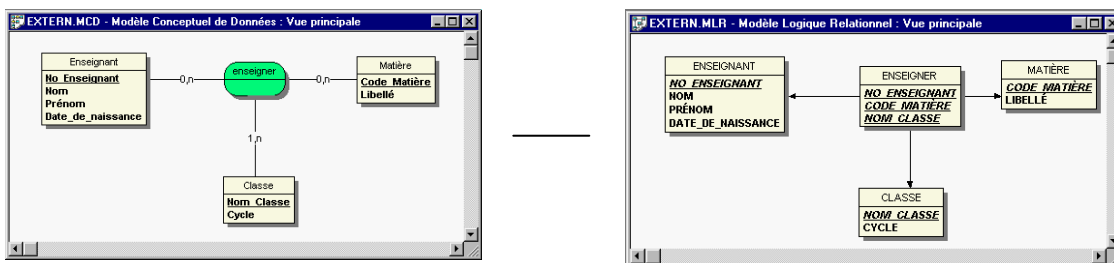 EXTERN.MCD - Modèle Conceptuel de Données : Vue principale
Enseignant
No_Enseignant
Nom
Prénom
Date_de_naissance
0,n
enseigner
0,n
Matière
Code_Matière
Libellé
1,n
Classe
Nom_Classe
Cycle
EXTERN.MLR - Modèle Logique Relationnel : Vue principale
ENSEIGNANT
NO_ENSEIGNANT
NOM
PRÉNOM
DATE_DE_NAISSANCE
ENSEIGNER
NO_ENSEIGNANT
CODE_MATIÈRE
NOM_CLASSE
MATIÈRE
CODE_MATIÈRE
LIBELLÉ
CLASSE
NOM_CLASSE
CYCLE